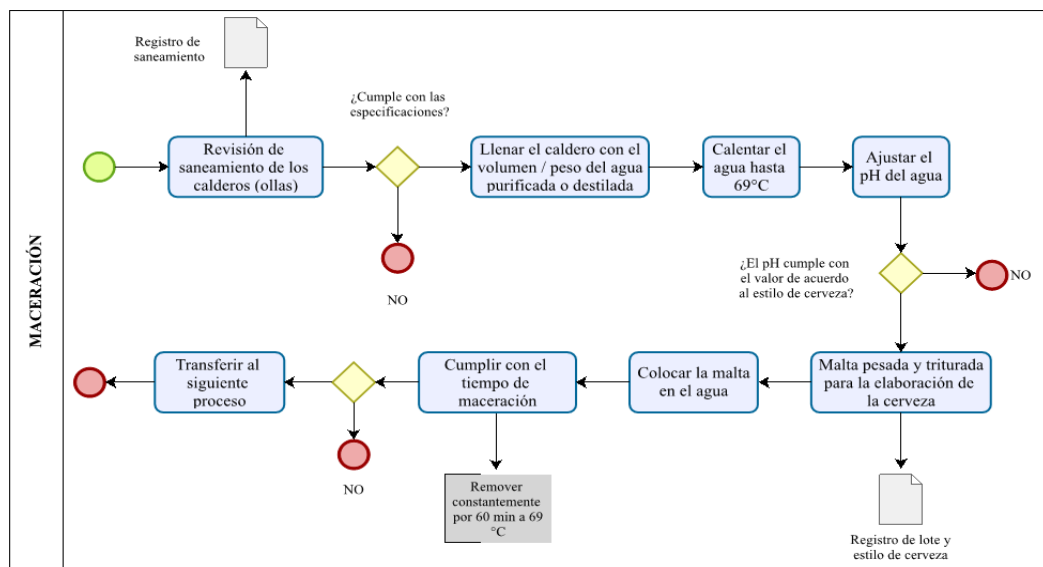 MACERACIÓN
Registro de
saneamiento
¿Cumple con las
especificaciones?
Revisión de
saneamiento de los
calderos (ollas)
Llenar el caldero con el
volumen / peso del agua
purificada o destilada
Calentar el
agua hasta
69°C
Ajustar el
pH del agua
NO
¿El pH cumple con
el valor de acuerdo
al estilo de cerveza?
NO
Malta pesada y triturada
para la elaboración de
la cerveza
Colocar la malta
en el agua
Cumplir con el
tiempo de
maceración
Transferir al
siguiente
proceso
NO
Remover
constantemente
por 60 min a 69
°C
Registro de lote y
estilo de cerveza